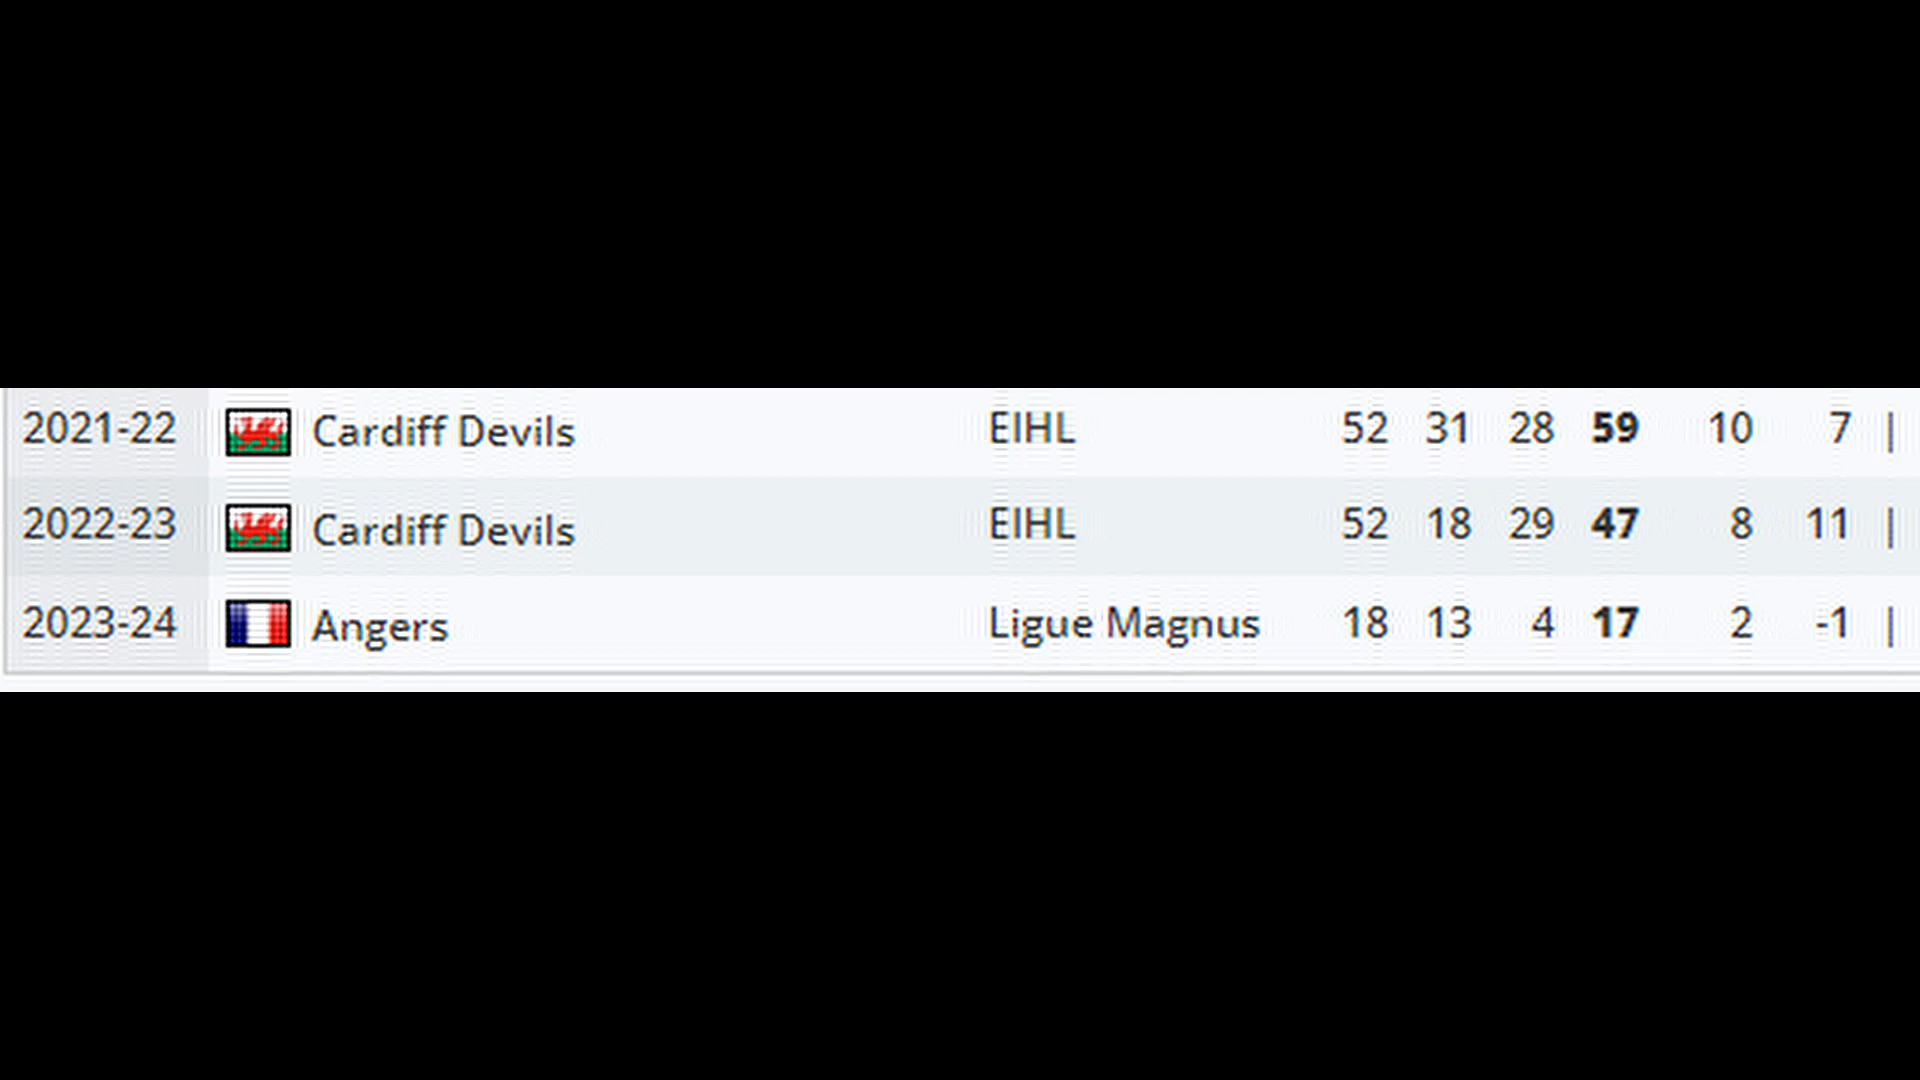 2021-22 Cardiff Devils EIHL 52 31 28 59 10 7 |
2022-23 Cardiff Devils EIHL 52 18 29 47 8 11 |
2023-24 Angers Ligue Magnus 18 13 4 17 2 -1 |